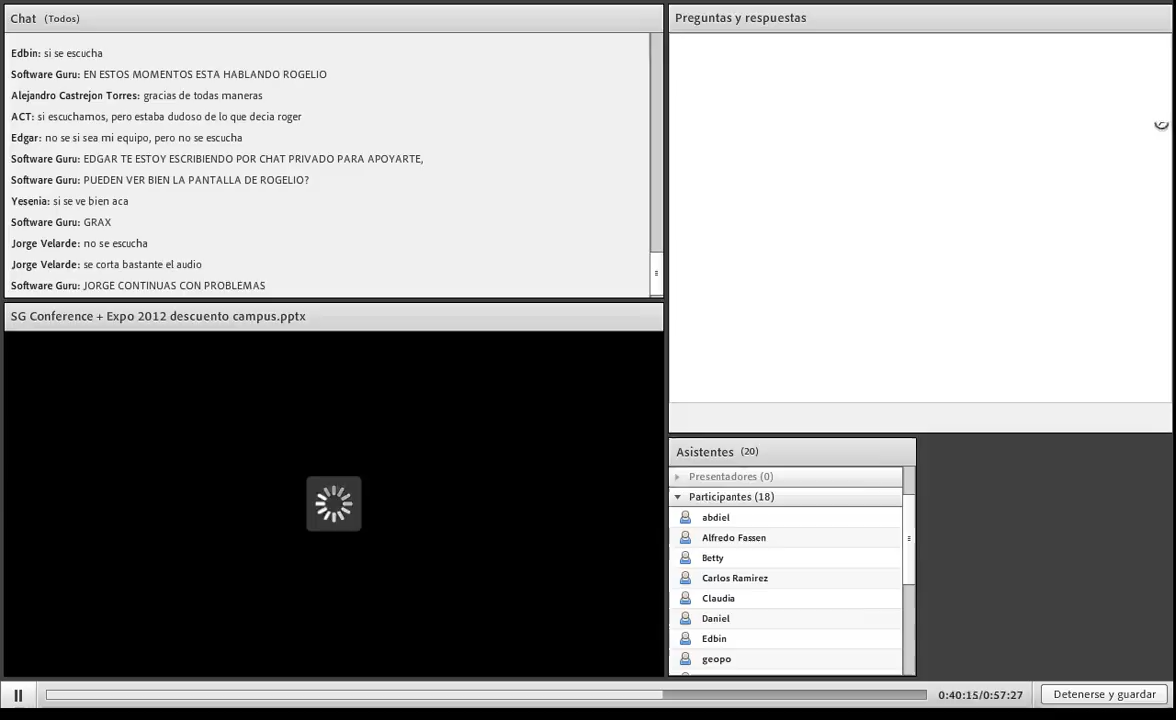 Chat (Todos)
Edbin: si se escucha
Software Guru: EN ESTOS MOMENTOS ESTA HABLANDO ROGELIO
Alejandro Castrejon Torres: gracias de todas maneras
ACT: si escuchamos, pero estaba dudoso de lo que decia roger
Edgar: no se si sea mi equipo, pero no se escucha
Software Guru: EDGAR TE ESTOY ESCRIBIENDO POR CHAT PRIVADO PARA APOYARTE,
Software Guru: PUEDEN VER BIEN LA PANTALLA DE ROGELIO?
Yesenia: si se ve bien aca
Software Guru: GRAX
Jorge Velarde: no se escucha
Jorge Velarde: se corta bastante el audio
Software Guru: JORGE CONTINUAS CON PROBLEMAS
SG Conference + Expo 2012 descuento campus.pptx
Preguntas y respuestas
Asistentes (20)
Presentadores (0)
Participantes (18)
abdiel
Alfredo Fassen
Betty
Carlos Ramirez
Claudia
Daniel
Edbin
geopo
0:40:15/0:57:27
Detenerse y guardar